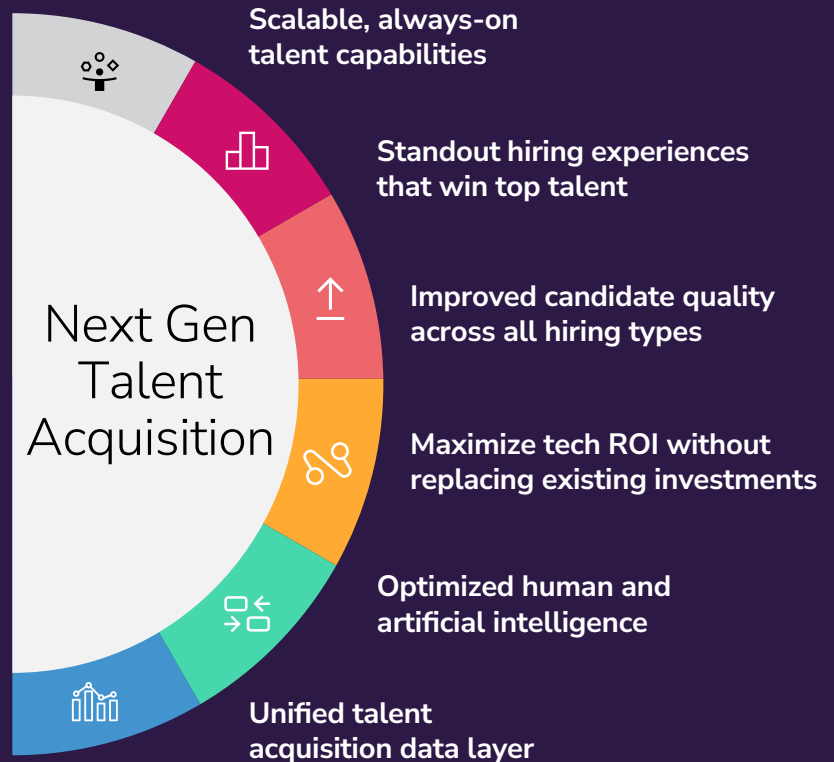 Scalable, always-on
talent capabilities
Standout hiring experiences
that win top talent
Improved candidate quality
across all hiring types
Next Gen
Talent
Acquisition
Maximize tech ROI without
replacing existing investments
Optimized human and
artificial intelligence
Unified talent
acquisition data layer